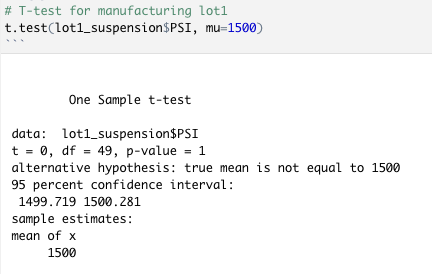 # T-test for manufacturing lot1
t.test(lot1_suspension$PSI, mu=1500)
```
One Sample t-test
data: lot1_suspension$PSI
t = 0, df = 49, p-value = 1
alternative hypothesis: true mean is not equal to 1500
95 percent confidence interval:
1499.719 1500.281
sample estimates:
mean of x
1500